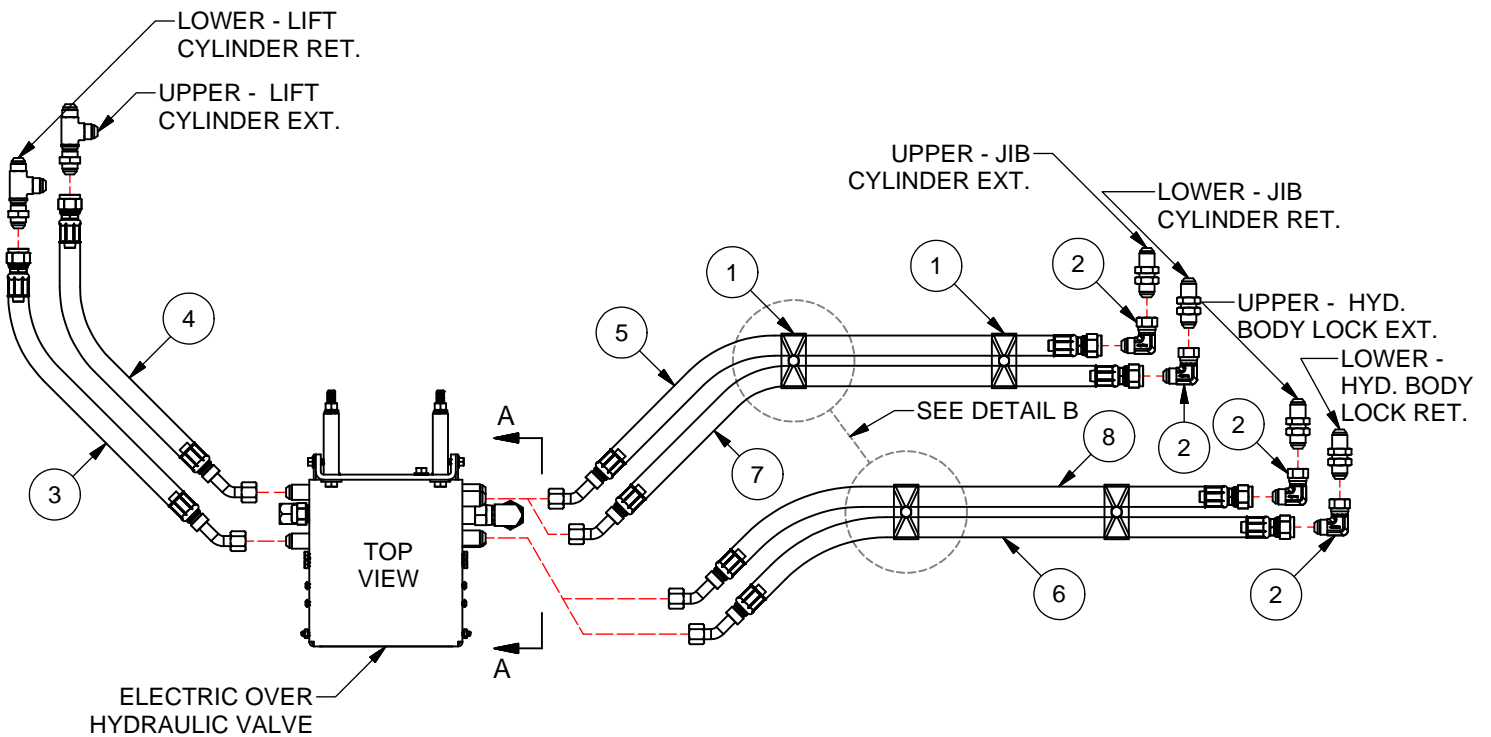 LOWER - LIFT
CYLINDER RET.
UPPER - LIFT
CYLINDER EXT.
UPPER - JIB
CYLINDER EXT.
LOWER - JIB
CYLINDER RET.
UPPER - HYD.
BODY LOCK EXT.
LOWER -
HYD. BODY
LOCK RET.
1
1
2
4
5
A
SEE DETAIL B
8
2
2
3
7
TOP
VIEW
6
2
A
ELECTRIC OVER
HYDRAULIC VALVE